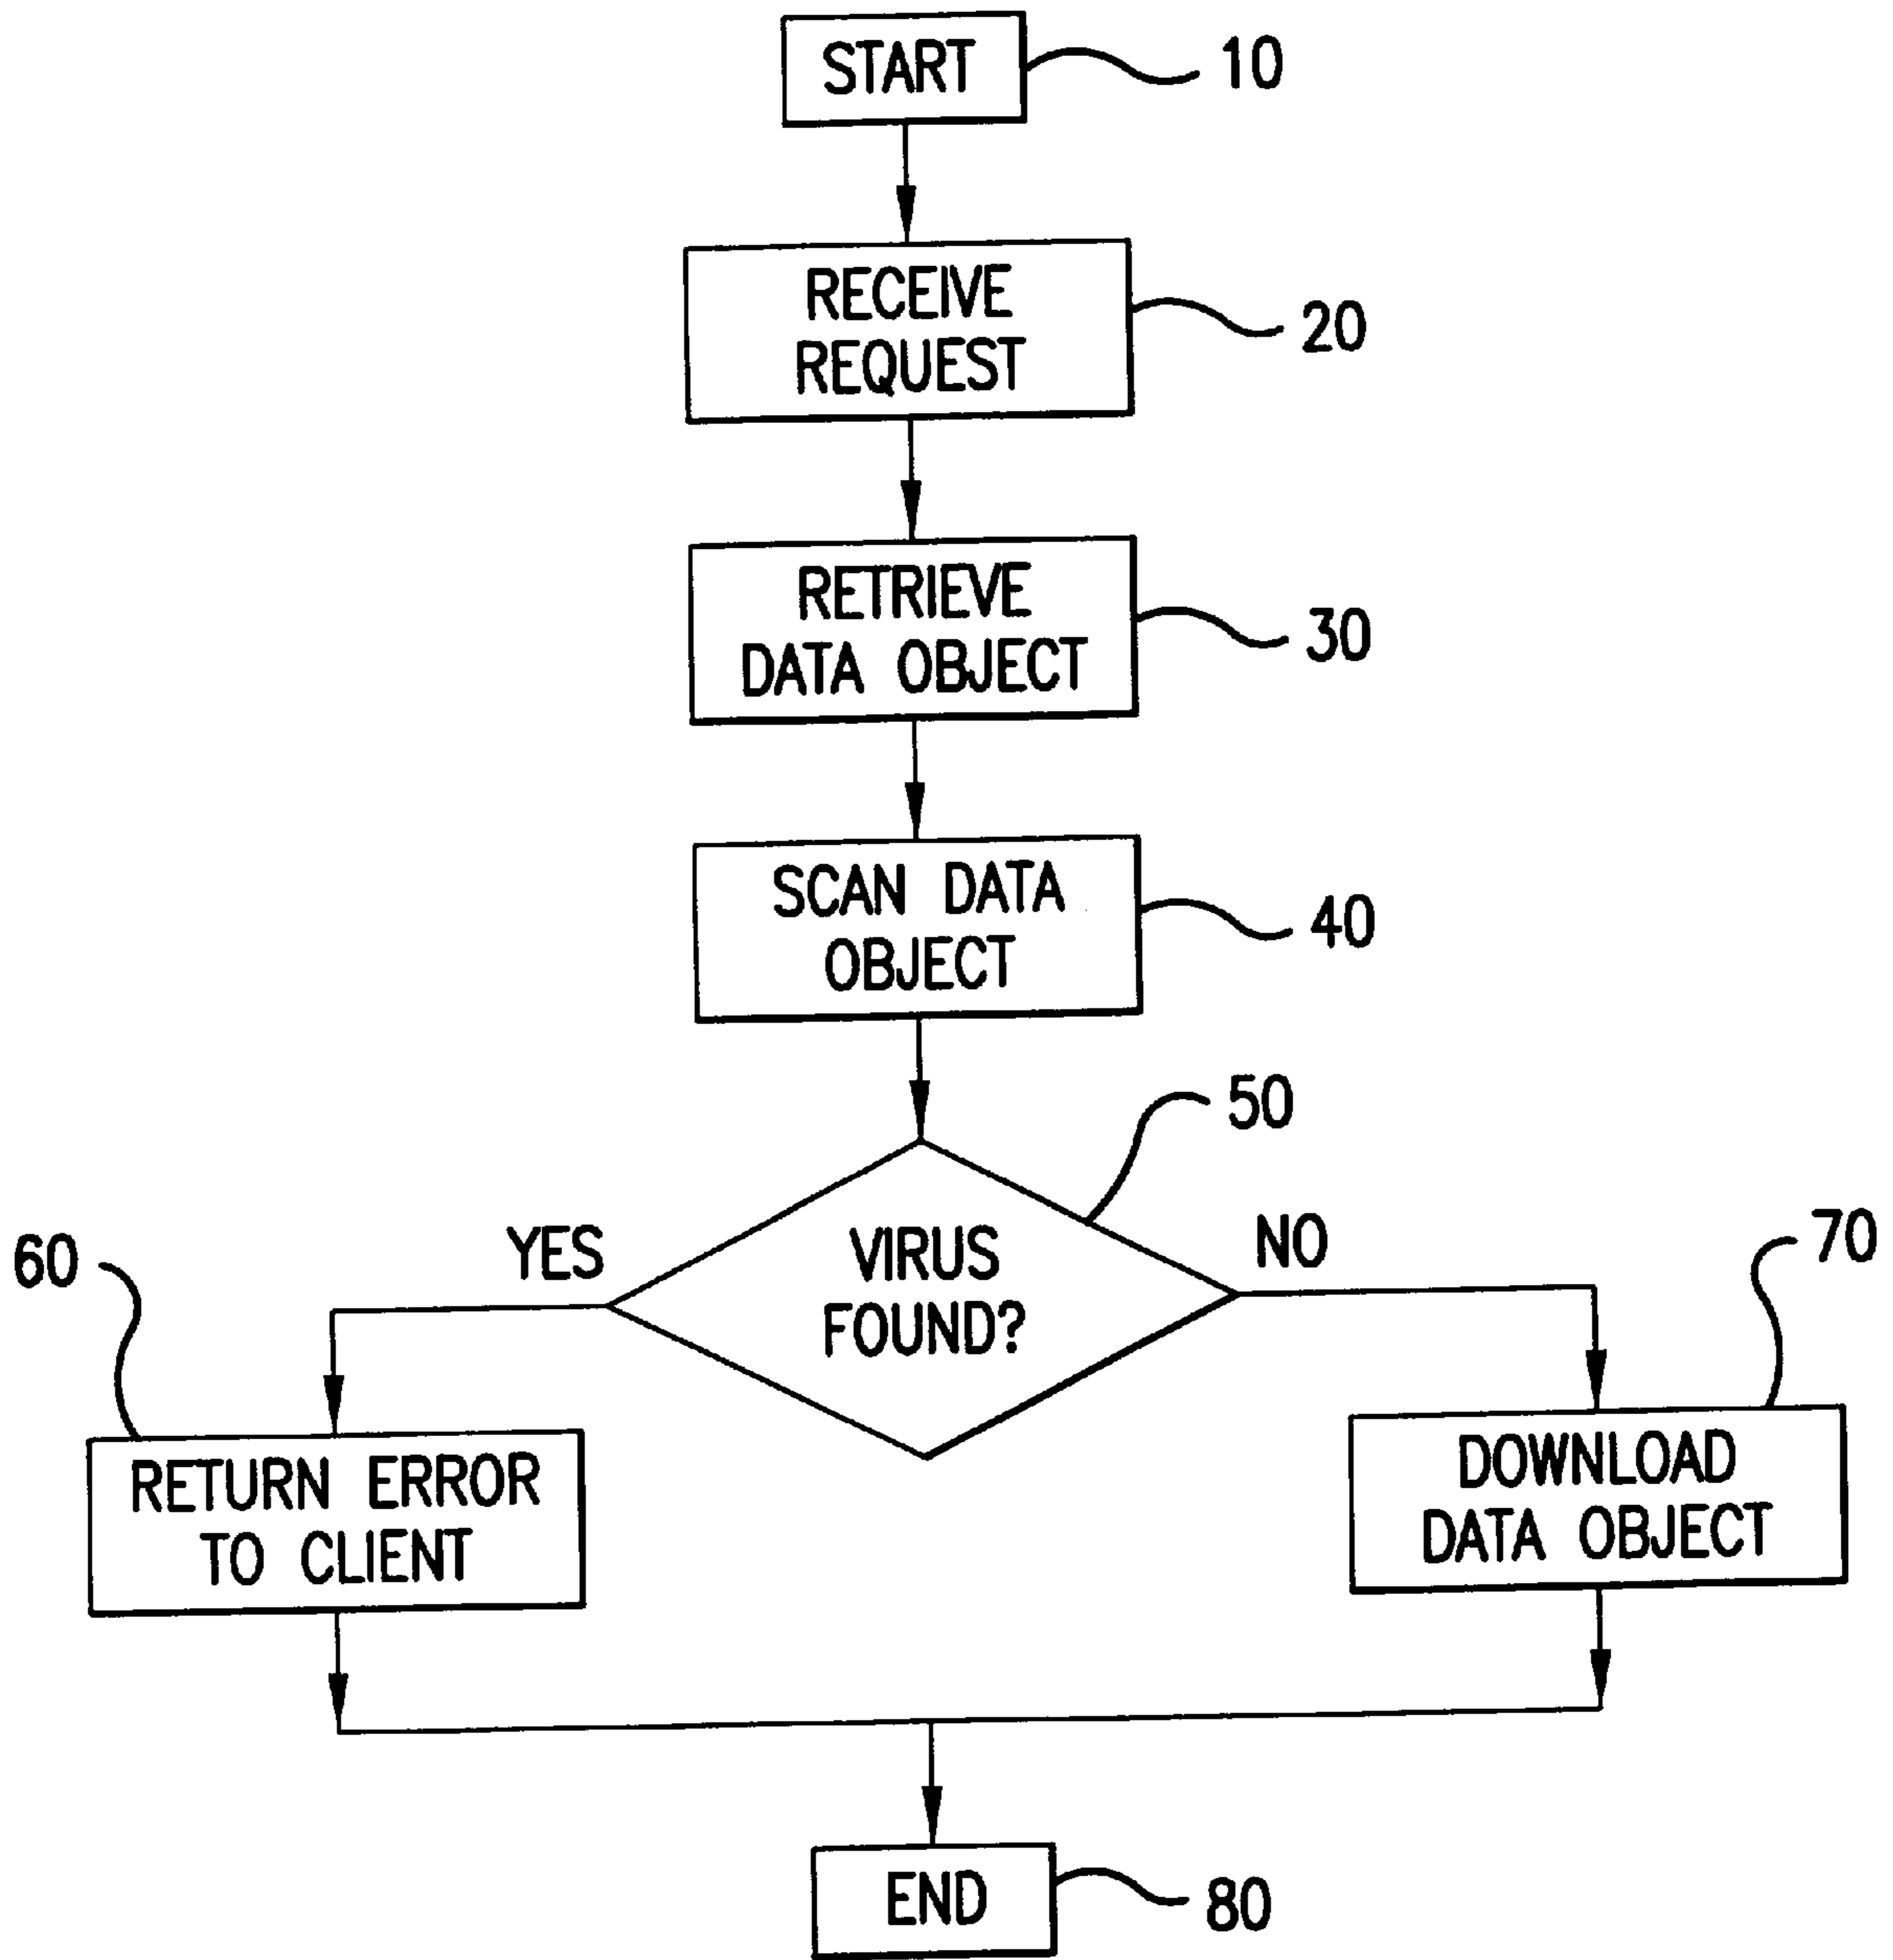 START
10
RECEIVE
REQUEST
20
RETRIEVE
DATA OBJECT
30
SCAN DATA
OBJECT
40
50
YES
VIRUS
FOUND?
NO
60
70
RETURN ERROR
TO CLIENT
DOWNLOAD
DATA OBJECT
END
80